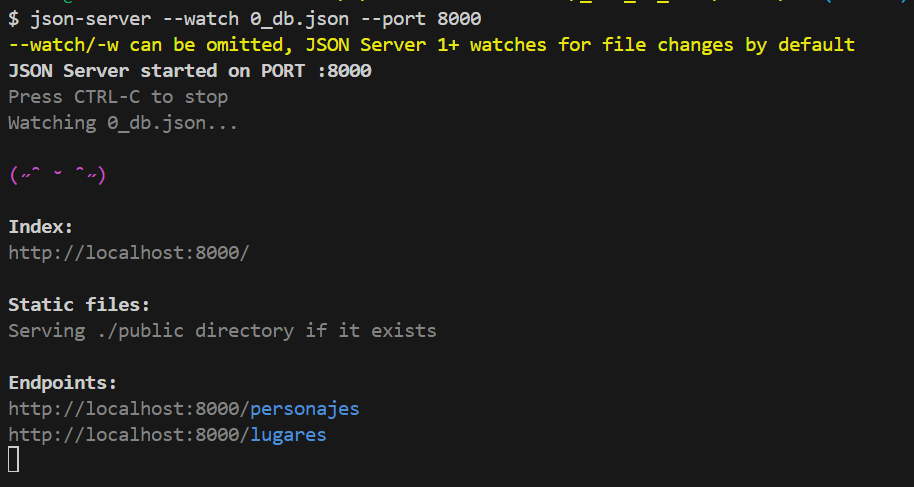 $ json-server --watch 0_db.json --port 8000
--watch/-w can be omitted, JSON Server 1+ watches for file changes by default
JSON Server started on PORT :8000
Press CTRL-C to stop
Watching 0_db.json...
(˶ᵔ ᵕ ᵔ˶)
Index:
http://localhost:8000/
Static files:
Serving ./public directory if it exists
Endpoints:
http://localhost:8000/personajes
http://localhost:8000/lugares